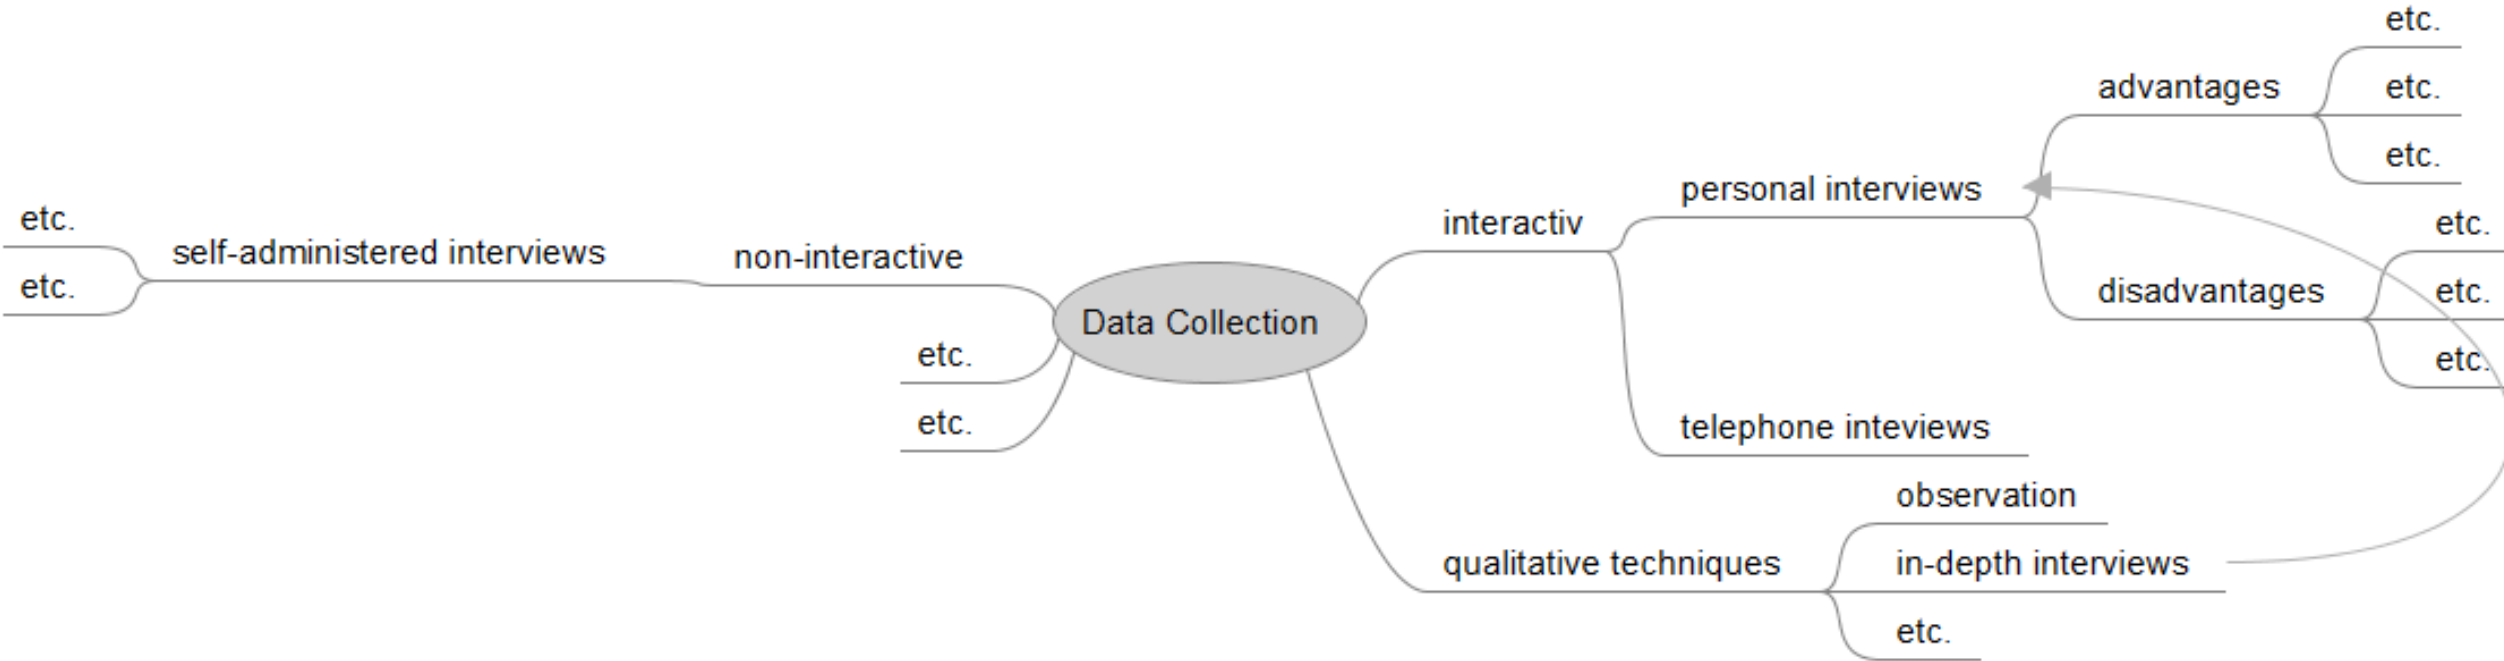 etc.
advantages
etc.
etc.
personal interviews
interactiv
disadvantages
etc.
etc.
etc.
telephone inteviews
Data Collection
non-interactive
self-administered interviews
etc.
etc.
etc.
etc.
qualitative techniques
observation
in-depth interviews
etc.